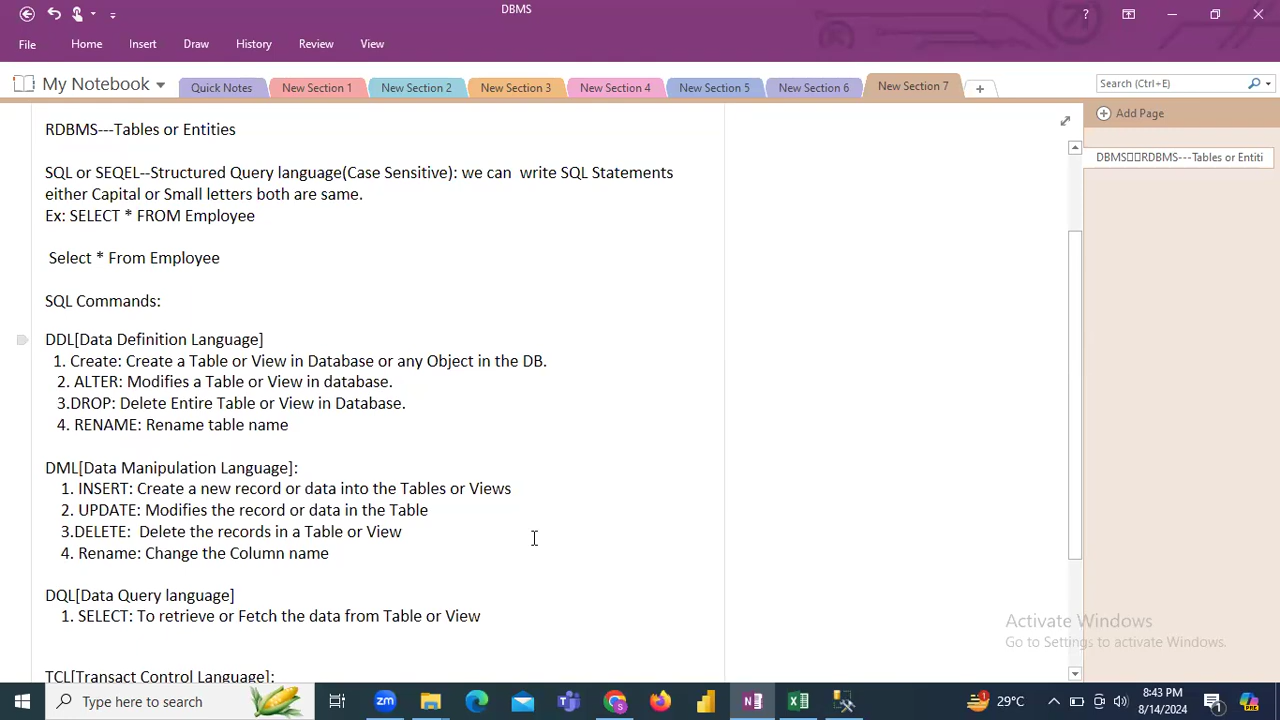 DBMS
File
Home
Insert
Draw
History
Review
View
My Notebook
Quick Notes
New Section 1
New Section 2
New Section 3
New Section 4
New Section 5
New Section 6
New Section 7
Search (Ctrl+E)
Add Page
DBMS▯▯RDBMS---Tables or Entiti
RDBMS---Tables or Entities
SQL or SEQEL--Structured Query language(Case Sensitive): we can  write SQL Statements
either Capital or Small letters both are same.
Ex: SELECT * FROM Employee
Select * From Employee
SQL Commands:
DDL[Data Definition Language]
1. Create: Create a Table or View in Database or any Object in the DB.
2. ALTER: Modifies a Table or View in database.
3.DROP: Delete Entire Table or View in Database.
4. RENAME: Rename table name
DML[Data Manipulation Language]:
1. INSERT: Create a new record or data into the Tables or Views
2. UPDATE: Modifies the record or data in the Table
3.DELETE:  Delete the records in a Table or View
4. Rename: Change the Column name
DQL[Data Query language]
1. SELECT: To retrieve or Fetch the data from Table or View
TCL[Transact Control Language]:
Activate Windows
Go to Settings to activate Windows.
Type here to search
29°C
8:43 PM
8/14/2024